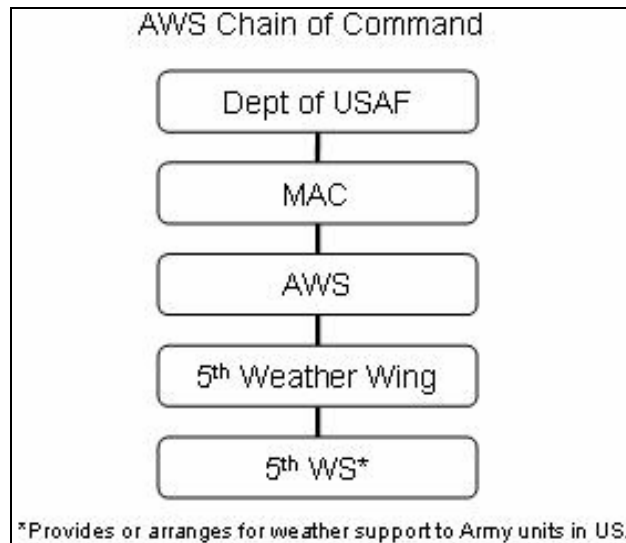 AWS Chain of Command
Dept of USAF
MAC
AWS
5th Weather Wing
5th WS*
*Provides or arranges for weather support to Army units in US.